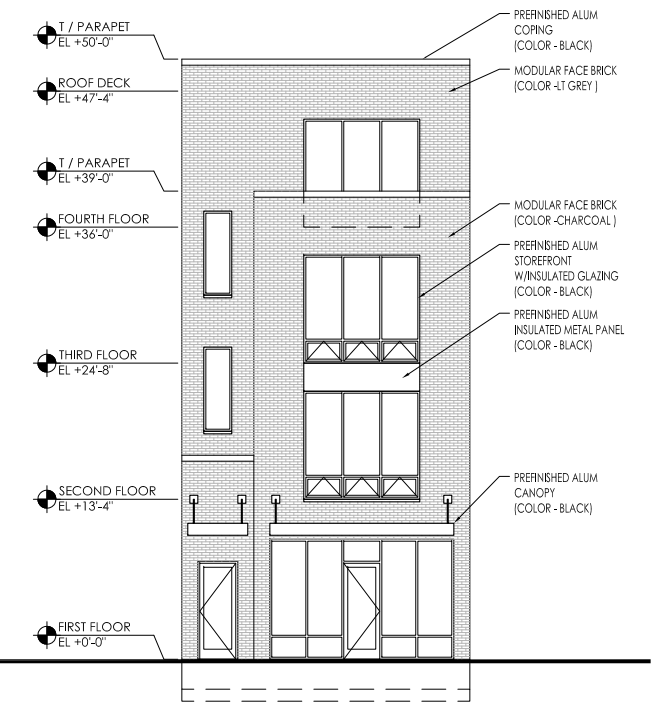 T / PARAPET
EL +50'-0"
ROOF DECK
EL +47'-4"
T / PARAPET
EL +39'-0"
FOURTH FLOOR
EL +36'-0"
THIRD FLOOR
EL +24'-8"
SECOND FLOOR
EL +13'-4"
FIRST FLOOR
EL +0'-0"
PREFINISHED ALUM
COPING
(COLOR - BLACK)
MODULAR FACE BRICK
(COLOR -LT GREY )
MODULAR FACE BRICK
(COLOR -CHARCOAL )
PREFINISHED ALUM
STOREFRONT
W/INSULATED GLAZING
(COLOR - BLACK)
PREFINISHED ALUM
INSULATED METAL PANEL
(COLOR - BLACK)
PREFINISHED ALUM
CANOPY
(COLOR - BLACK)